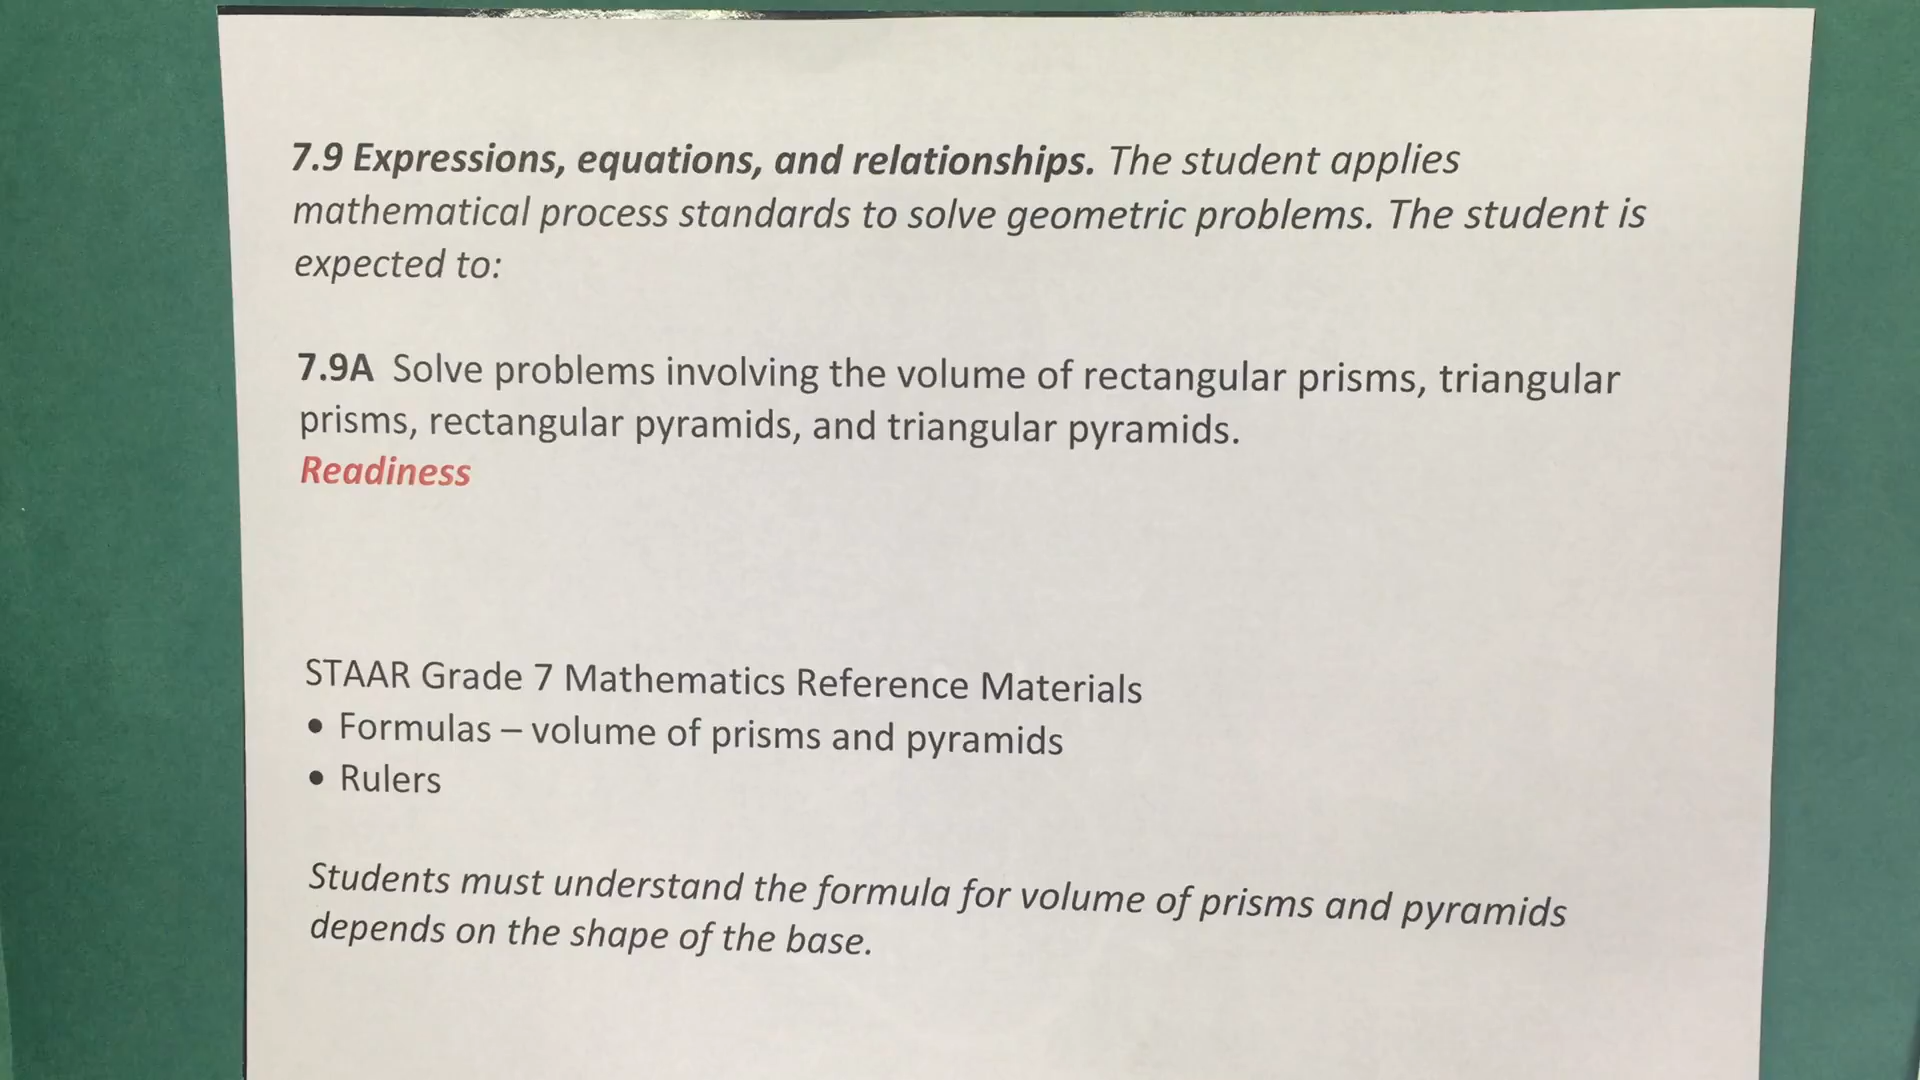 7.9 Expressions, equations, and relationships. The student applies
mathematical process standards to solve geometric problems. The student is
expected to:
7.9A Solve problems involving the volume of rectangular prisms, triangular
prisms, rectangular pyramids, and triangular pyramids.
Readiness
STAAR Grade 7 Mathematics Reference Materials
• Formulas – volume of prisms and pyramids
• Rulers
Students must understand the formula for volume of prisms and pyramids
depends on the shape of the base.